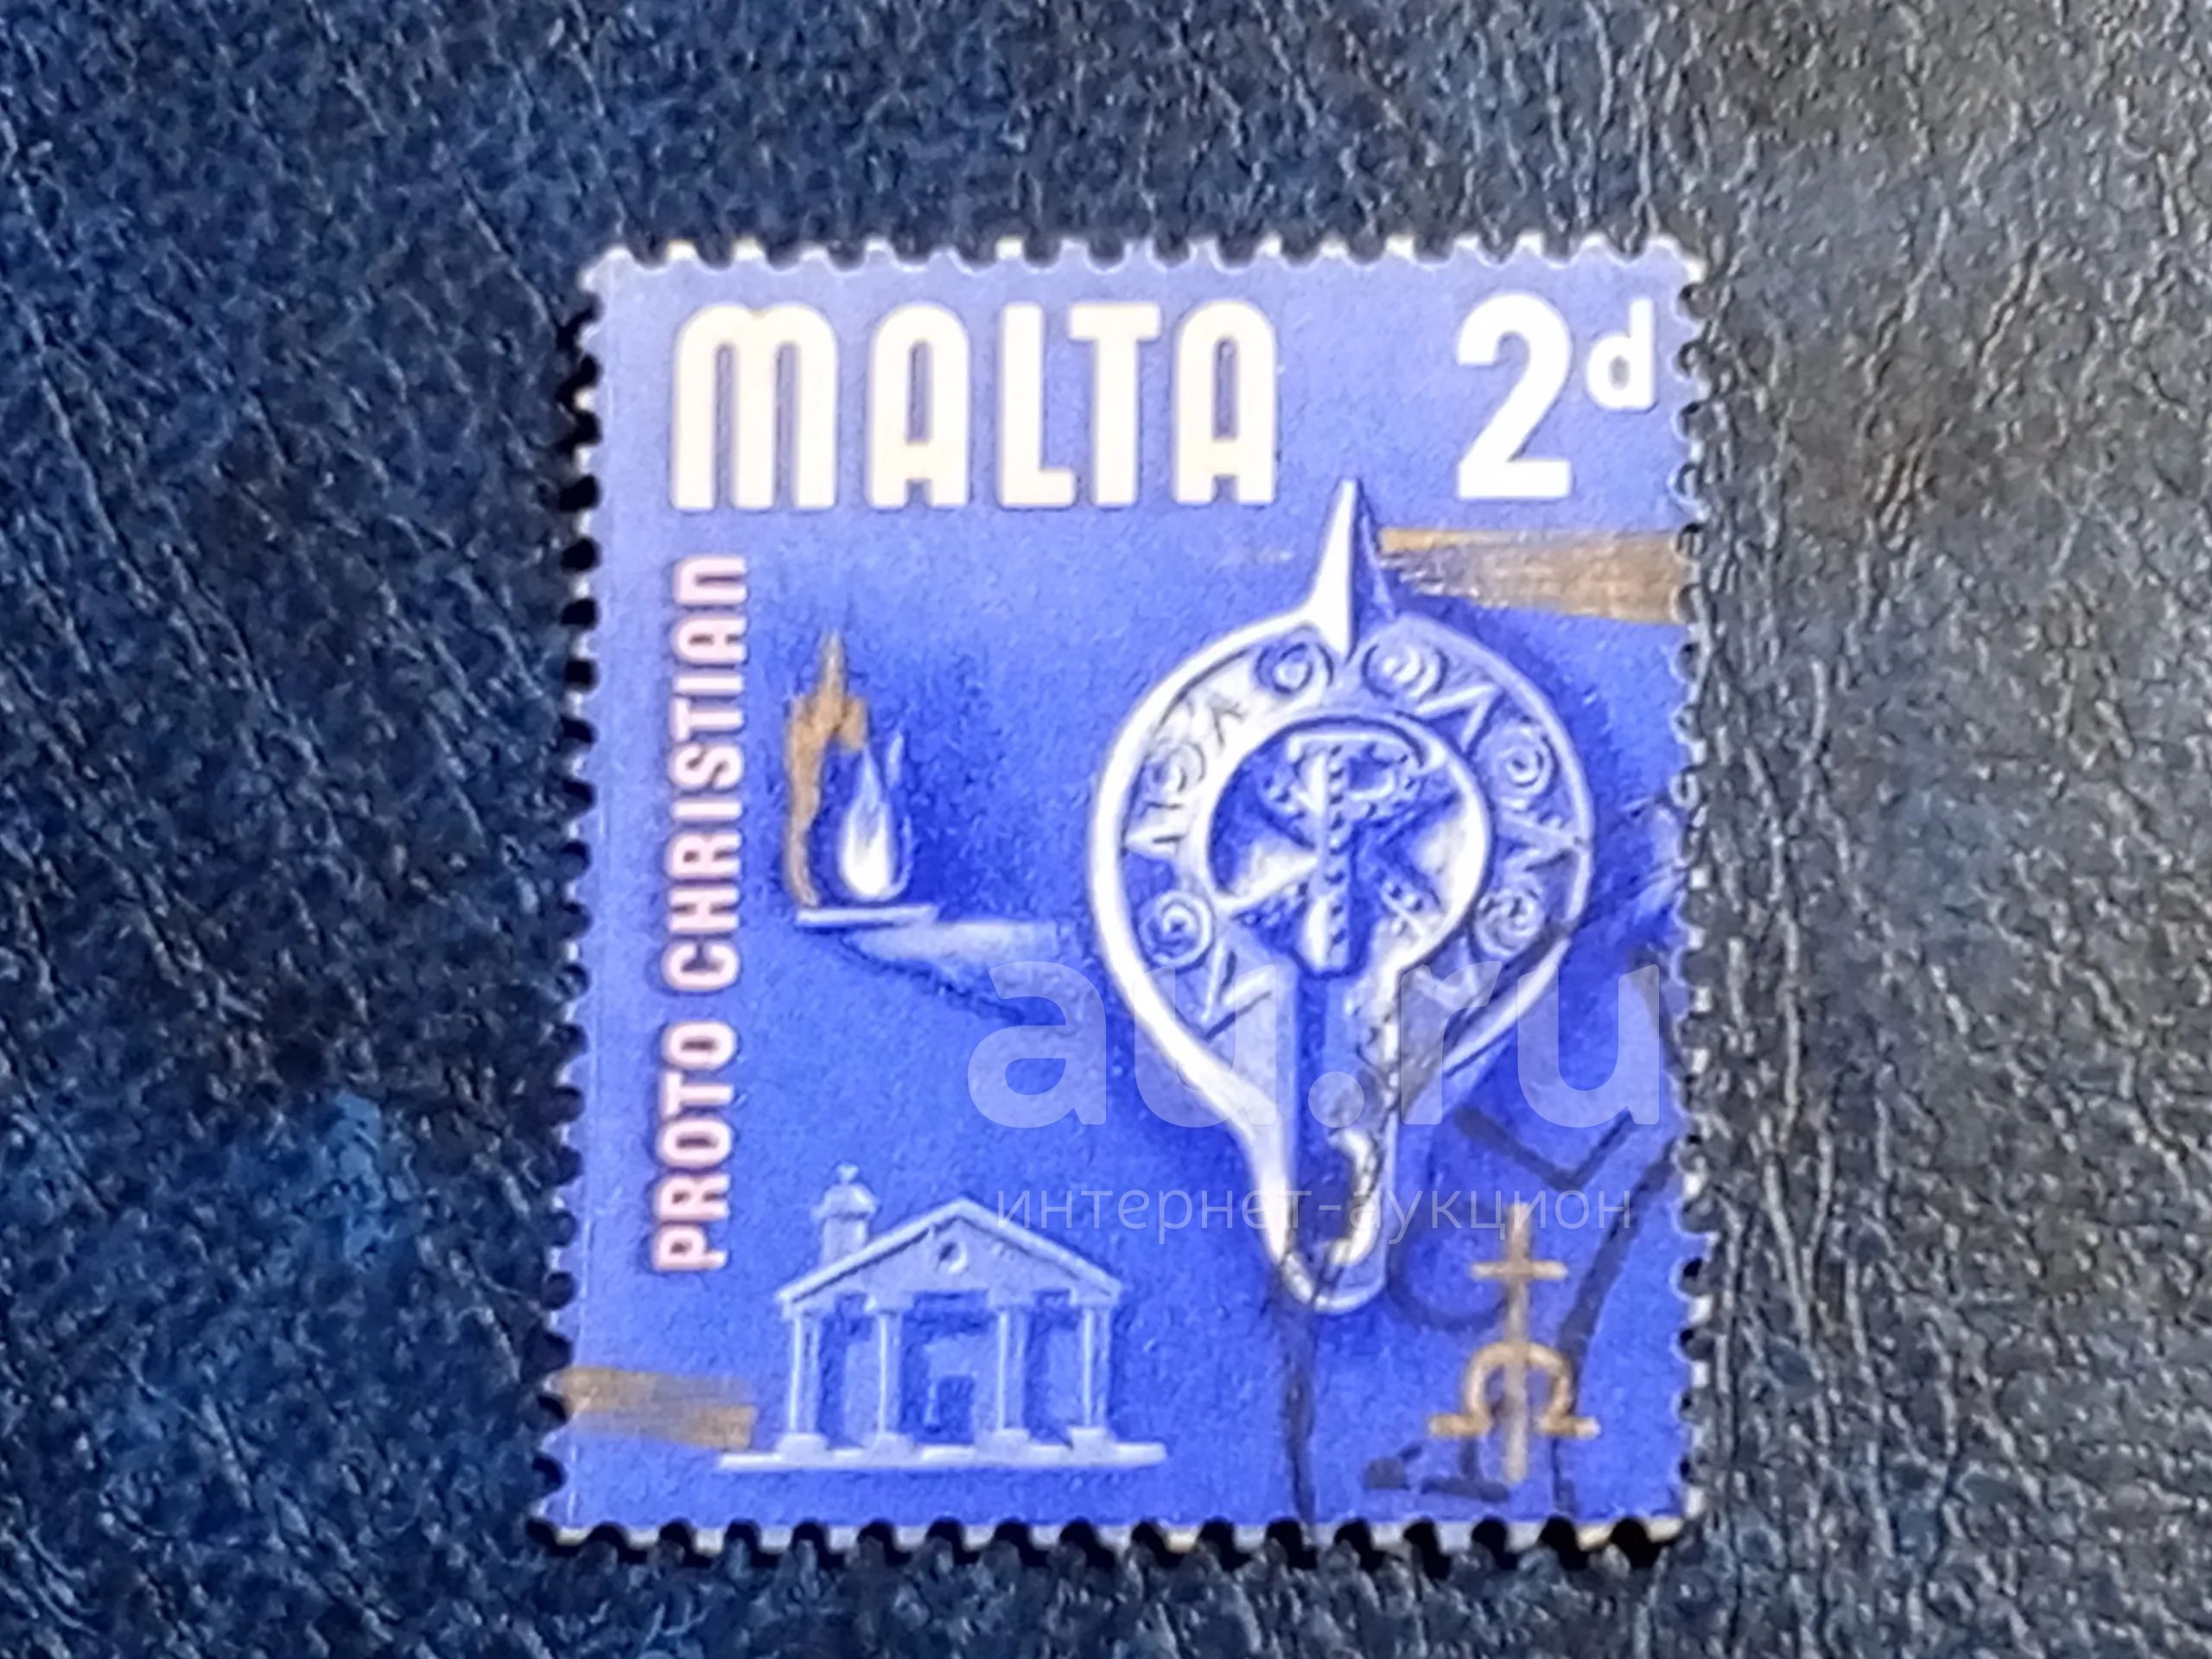 MALTA 2d
PROTO CHRISTIAN
au.ru
интернет-аукцион